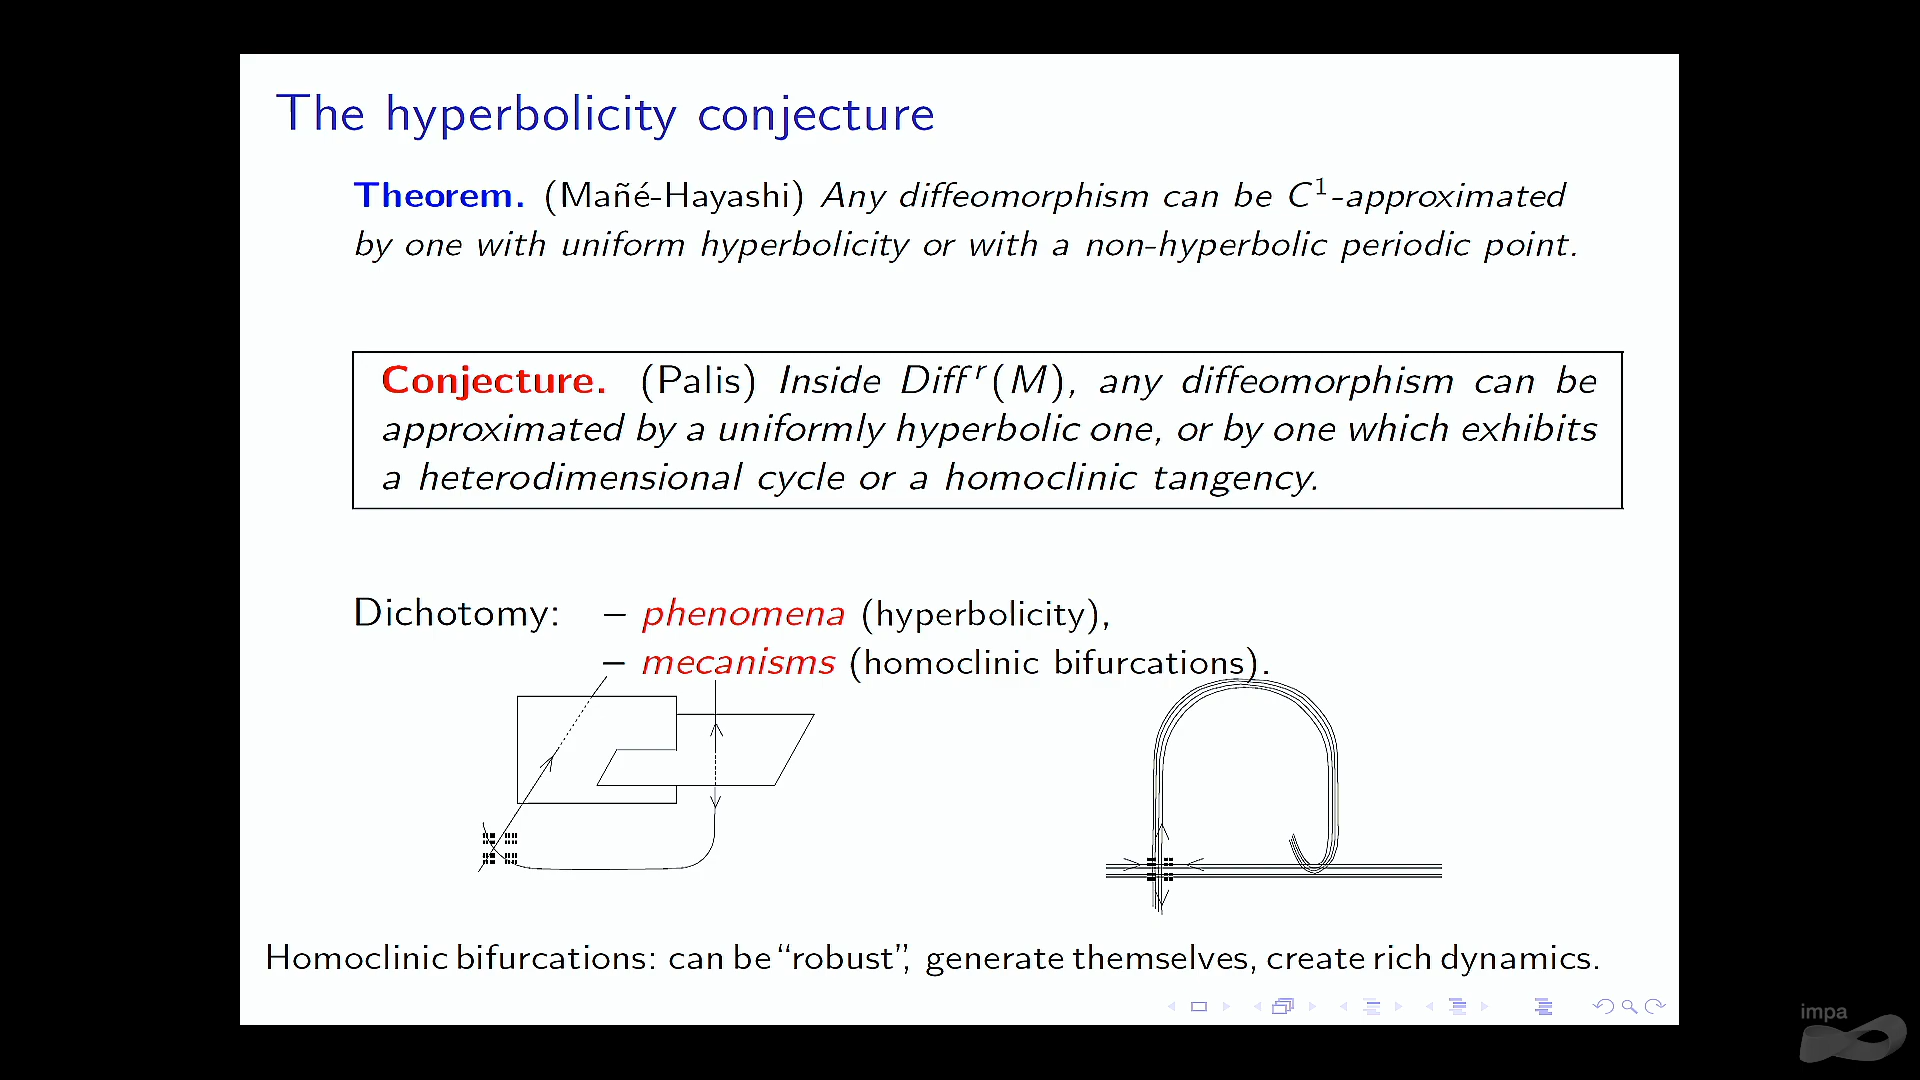 The hyperbolicity conjecture
Theorem. (Mañé-Hayashi) Any diffeomorphism can be C¹-approximated
by one with uniform hyperbolicity or with a non-hyperbolic periodic point.
Conjecture. (Palis) Inside Diffʳ(M), any diffeomorphism can be
approximated by a uniformly hyperbolic one, or by one which exhibits
a heterodimensional cycle or a homoclinic tangency.
Dichotomy: – phenomena (hyperbolicity),
– mecanisms (homoclinic bifurcations).
Homoclinic bifurcations: can be “robust”, generate themselves, create rich dynamics.
impa